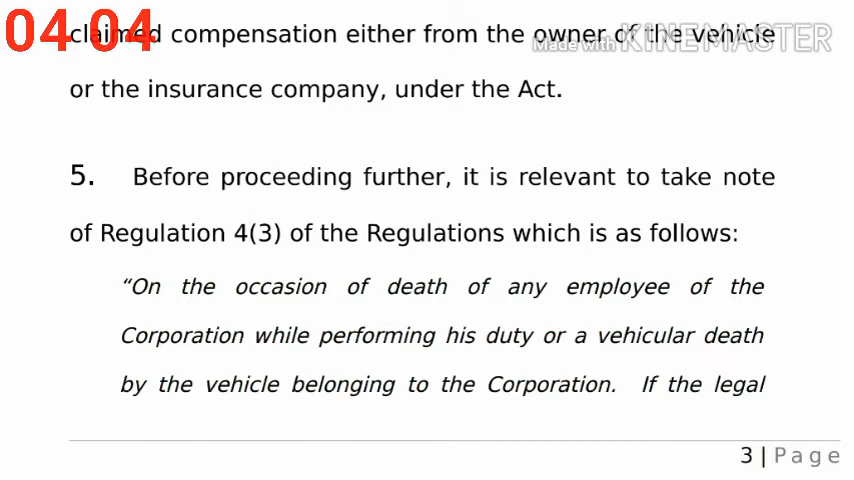 04 04
Made with KINEMASTER
claimed compensation either from the owner of the vehicle
or the insurance company, under the Act.
5. Before proceeding further, it is relevant to take note
of Regulation 4(3) of the Regulations which is as follows:
“On the occasion of death of any employee of the
Corporation while performing his duty or a vehicular death
by the vehicle belonging to the Corporation. If the legal
3 | Page